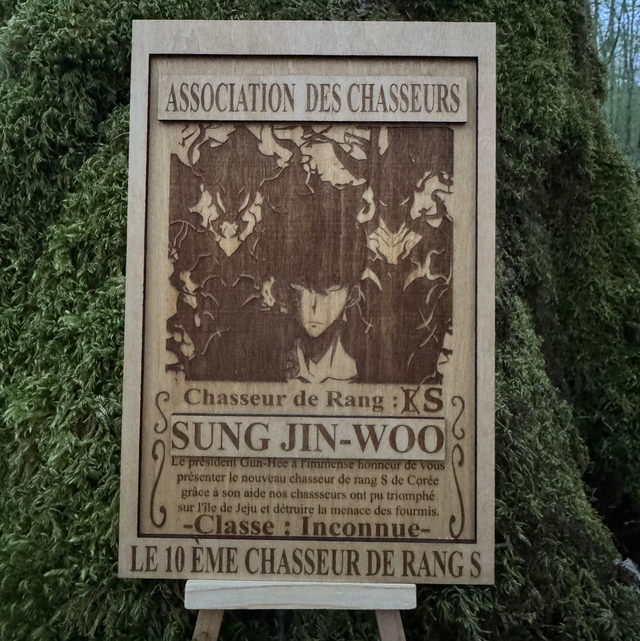 ASSOCIATION DES CHASSEURS
Chasseur de Rang : E S
SUNG JIN-WOO
Le président Gun-Hee à l'immense honneur de vous
présenter le nouveau chasseur de rang S de Corée
grâce à son aide nos chassseurs ont pu triomphé
sur l'île de Jeju et détruire la menace des fourmis.
-Classe : Inconnue-
LE 10 ÈME CHASSEUR DE RANG S